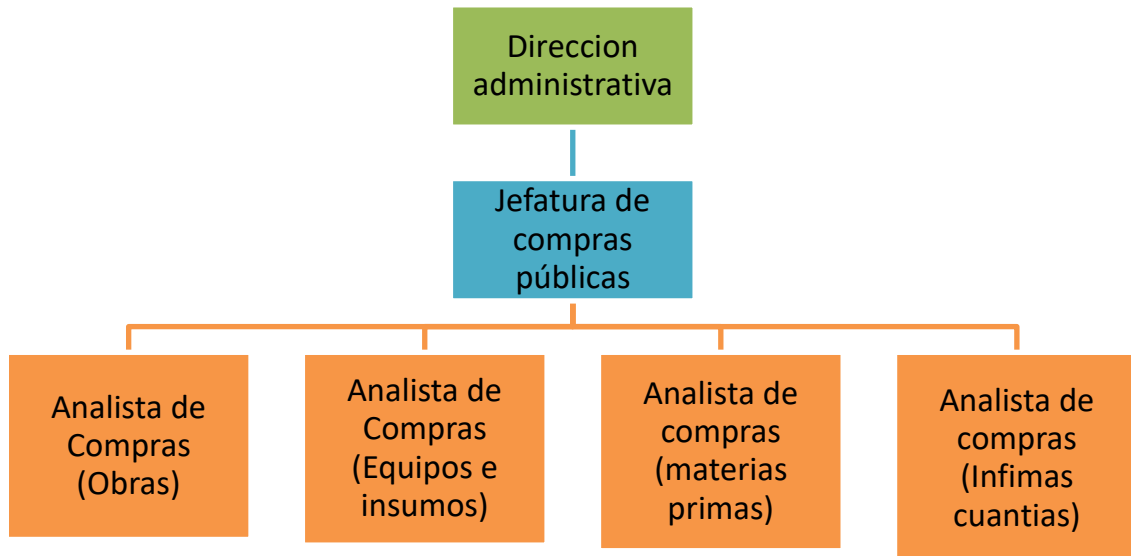 Direccion
administrativa
Jefatura de
compras
públicas
Analista de
Compras
(Obras)
Analista de
Compras
(Equipos e
insumos)
Analista de
compras
(materias
primas)
Analista de
compras
(Infimas
cuantias)